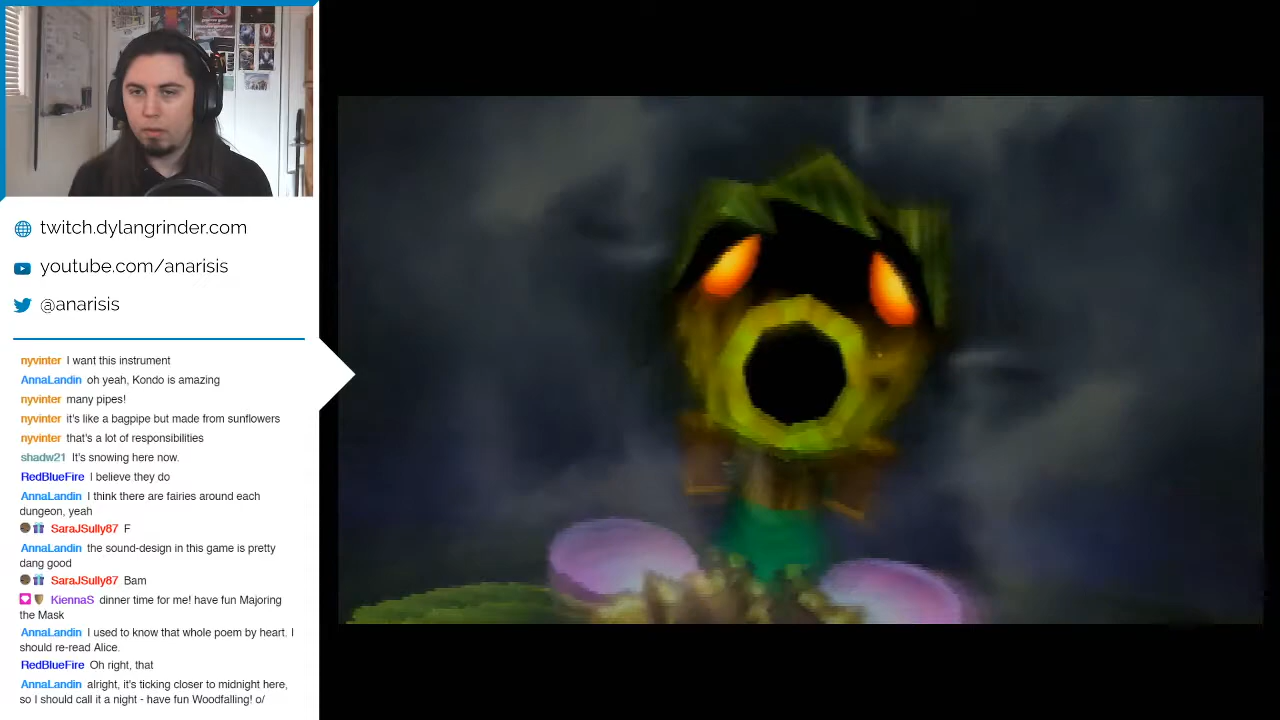 twitch.dylangrinder.com
youtube.com/anarisis
@anarisis
nyvinter I want this instrument
AnnaLandin oh yeah, Kondo is amazing
nyvinter many pipes!
nyvinter it's like a bagpipe but made from sunflowers
nyvinter that's a lot of responsibilities
shadw21 It's snowing here now.
RedBlueFire I believe they do
AnnaLandin I think there are fairies around each
dungeon, yeah
SaraJSully87 F
AnnaLandin the sound-design in this game is pretty
dang good
SaraJSully87 Bam
KiennaS dinner time for me! have fun Majoring
the Mask
AnnaLandin I used to know that whole poem by heart. I
should re-read Alice.
RedBlueFire Oh right, that
AnnaLandin alright, it's ticking closer to midnight here,
so I should call it a night - have fun Woodfalling! o/